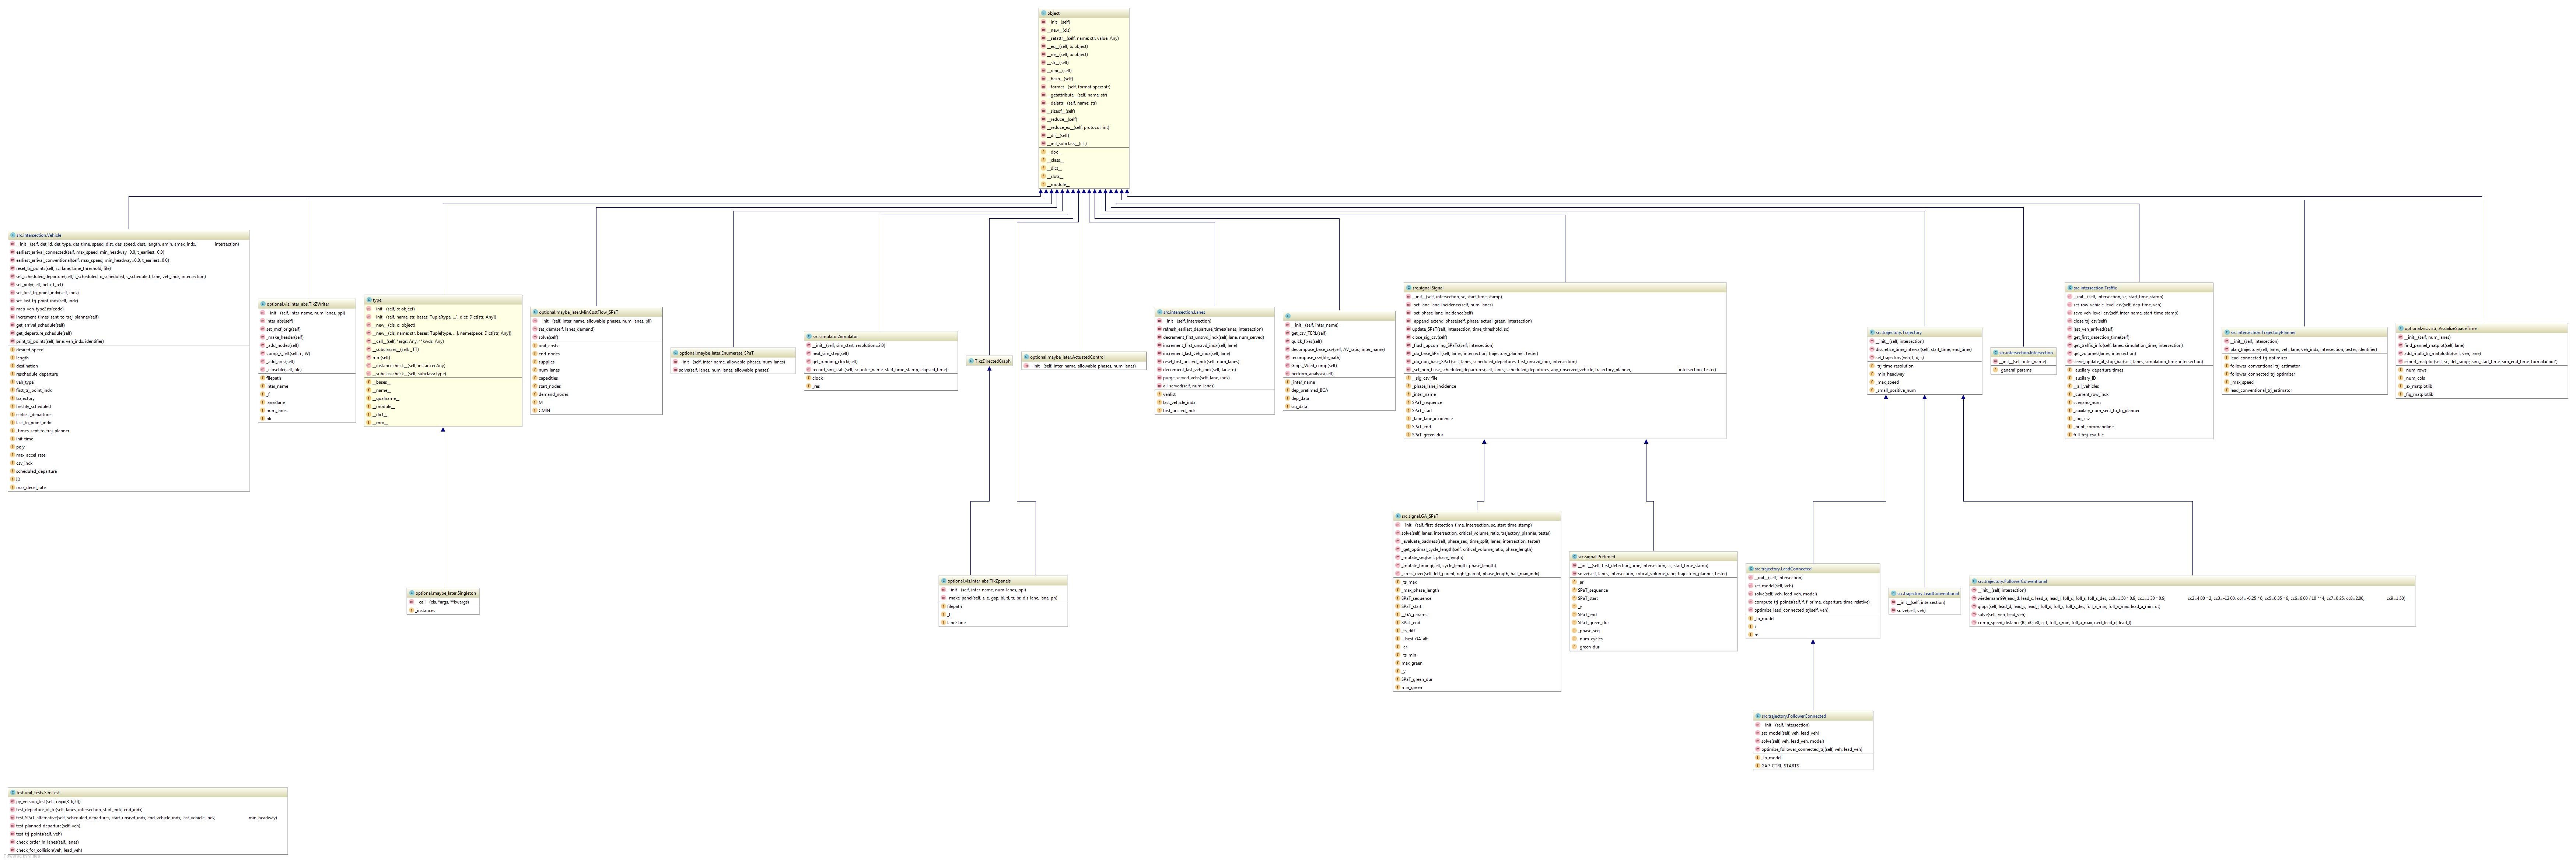 object
__init__(self)
__new__(cls)
__setattr__(self, name: str, value: Any)
__eq__(self, o: object)
__ne__(self, o: object)
__str__(self)
__repr__(self)
__hash__(self)
__format__(self, format_spec: str)
__getattribute__(self, name: str)
__delattr__(self, name: str)
__sizeof__(self)
__reduce__(self)
__reduce_ex__(self, protocol: int)
__dir__(self)
__init_subclass__(cls)
__doc__
__class__
__dict__
__slots__
__module__
src.intersection.Vehicle
__init__(self, det_id, det_type, det_time, speed, dist, des_speed, dest, length, amin, amax, indx, intersection)
earliest_arrival_connected(self, max_speed, min_headway=0.0, t_earliest=0.0)
earliest_arrival_conventional(self, max_speed, min_headway=0.0, t_earliest=0.0)
reset_trj_points(self, sc, lane, time_threshold, file)
set_scheduled_departure(self, t_scheduled, d_scheduled, s_scheduled, lane, veh_indx, intersection)
set_poly(self, beta, t_ref)
set_first_trj_point_indx(self, indx)
set_last_trj_point_indx(self, indx)
map_veh_type2str(code)
increment_times_sent_to_traj_planner(self)
get_arrival_schedule(self)
get_departure_schedule(self)
print_trj_points(self, lane, veh_indx, identifier)
desired_speed
length
destination
reschedule_departure
veh_type
first_trj_point_indx
trajectory
freshly_scheduled
earliest_departure
last_trj_point_indx
_times_sent_to_traj_planner
init_time
poly
max_accel_rate
csv_indx
scheduled_departure
ID
max_decel_rate
optional.vis.inter_abs.TikZWriter
__init__(self, inter_name, num_lanes, ppi)
inter_abs(self)
set_mcf_orig(self)
_make_header(self)
_add_nodes(self)
comp_x_left(self, n, W)
_add_arcs(self)
_closefile(self, file)
filepath
inter_name
_f
lane2lane
num_lanes
pli
type
__init__(self, o: object)
__init__(self, name: str, bases: Tuple[type, ...], dict: Dict[str, Any])
__new__(cls, o: object)
__new__(cls, name: str, bases: Tuple[type, ...], namespace: Dict[str, Any])
__call__(self, *args: Any, **kwds: Any)
__subclasses__(self: _TT)
mro(self)
__instancecheck__(self, instance: Any)
__subclasscheck__(self, subclass: type)
__bases__
__name__
__qualname__
__module__
__dict__
__mro__
optional.maybe_later.MinCostFlow_SPaT
__init__(self, inter_name, allowable_phases, num_lanes, pli)
set_dem(self, lanes,demand)
solve(self)
unit_costs
end_nodes
supplies
num_lanes
capacities
start_nodes
demand_nodes
M
CMIN
optional.maybe_later.Enumerate_SPaT
__init__(self, inter_name, allowable_phases, num_lanes)
solve(self, lanes, num_lanes, allowable_phases)
src.simulator.Simulator
__init__(self, sim_start, resolution=2.0)
next_sim_step(self)
get_running_clock(self)
record_sim_stats(self, sc, inter_name, start_time_stamp, elapsed_time)
clock
_res
TikzDirectedGraph
optional.maybe_later.ActuatedControl
__init__(self, inter_name, allowable_phases, num_lanes)
src.intersection.Lanes
__init__(self, intersection)
refresh_earliest_departure_times(lanes, intersection)
decrement_first_unsrvd_indx(self, lane, num_served)
increment_first_unsrvd_indx(self, lane)
reset_first_unsrvd_indx(self, num_lanes)
increment_last_veh_indx(self, lane)
decrement_last_veh_indx(self, lane, n)
purge_served_vehs(self, lane, indx)
all_served(self, num_lanes)
vehlist
last_vehicle_indx
first_unsrvd_indx
__init__(self, inter_name)
get_csv_TERL(self)
quick_fixes(self)
decompose_base_csv(self, AV_ratio, inter_name)
recompose_csv(file_path)
Gipps_Wied_comp(self)
perform_analysis(self)
_inter_name
dep_pretimed_BCA
dep_data
sig_data
src.signal.Signal
__init__(self, intersection, sc, start_time_stamp)
_set_lane_lane_incidence(self, num_lanes)
_set_phase_lane_incidence(self)
_append_extend_phase(self, phase, actual_green, intersection)
update_SPaT(self, intersection, time_threshold, sc)
close_sig_csv(self)
_flush_upcoming_SPaTs(self, intersection)
_do_base_SPaT(self, lanes, intersection, trajectory_planner, tester)
_do_non_base_SPaT(self, lanes, scheduled_departures, first_unsrvd_indx, intersection)
_set_non_base_scheduled_departures(self, lanes, scheduled_departures, any_unserved_vehicle, trajectory_planner, intersection, tester)
__sig_csv_file
_phase_lane_incidence
_inter_name
SPaT_sequence
SPaT_start
_lane_lane_incidence
SPaT_end
SPaT_green_dur
src.trajectory.Trajectory
__init__(self, intersection)
discretize_time_interval(self, start_time, end_time)
set_trajectory(veh, t, d, s)
_trj_time_resolution
_min_headway
_max_speed
_small_positive_num
src.intersection.Intersection
__init__(self, inter_name)
_general_params
src.intersection.Traffic
__init__(self, intersection, sc, start_time_stamp)
set_row_vehicle_level_csv(self, dep_time, veh)
save_veh_level_csv(self, inter_name, start_time_stamp)
close_trj_csv(self)
last_veh_arrived(self)
get_first_detection_time(self)
get_traffic_info(self, lanes, simulation_time, intersection)
get_volumes(lanes, intersection)
serve_update_at_stop_bar(self, lanes, simulation_time, intersection)
_auxilary_departure_times
_auxilary_ID
__all_vehicles
_current_row_indx
scenario_num
_auxilary_num_sent_to_trj_planner
_log_csv
_print_commandline
full_traj_csv_file
src.intersection.TrajectoryPlanner
__init__(self, intersection)
plan_trajectory(self, lanes, veh, lane, veh_indx, intersection, tester, identifier)
lead_connected_trj_optimizer
follower_conventional_trj_estimator
follower_connected_trj_optimizer
_max_speed
lead_conventional_trj_estimator
optional.vis.vistrj.VisualizeSpaceTime
__init__(self, num_lanes)
find_pannel_matplot(self, lane)
add_multi_trj_matplotlib(self, veh, lane)
export_matplot(self, sc, det_range, sim_start_time, sim_end_time, format='pdf')
_num_rows
_num_cols
_ax_matplotlib
_fig_matplotlib
optional.maybe_later.Singleton
__call__(cls, *args, **kwargs)
_instances
optional.vis.inter_abs.TikZpanels
__init__(self, inter_name, num_lanes, ppi)
_make_panel(self, s, e, gap, bl, tl, tr, br, dis_lane, lane, ph)
filepath
_f
lane2lane
src.signal.GA_SPaT
__init__(self, first_detection_time, intersection, sc, start_time_stamp)
solve(self, lanes, intersection, critical_volume_ratio, trajectory_planner, tester)
_evaluate_badness(self, phase_seq, time_split, lanes, intersection, tester)
_get_optimal_cycle_length(self, critical_volume_ratio, phase_length)
_mutate_seq(self, phase_length)
_mutate_timing(self, cycle_length, phase_length)
_cross_over(self, left_parent, right_parent, phase_length, half_max_indx)
_ts_max
_max_phase_length
SPaT_sequence
SPaT_start
__GA_params
SPaT_end
_ts_diff
__best_GA_alt
_ar
_ts_min
max_green
_y
SPaT_green_dur
min_green
src.signal.Pretimed
__init__(self, first_detection_time, intersection, sc, start_time_stamp)
solve(self, lanes, intersection, critical_volume_ratio, trajectory_planner, tester)
_ar
SPaT_sequence
SPaT_start
_y
SPaT_end
SPaT_green_dur
_phase_seq
_num_cycles
_green_dur
src.trajectory.LeadConnected
__init__(self, intersection)
set_model(self, veh)
solve(self, veh, lead_veh, model)
compute_trj_points(self, f, f_prime, departure_time_relative)
optimize_lead_connected_trj(self, veh)
_lp_model
k
m
src.trajectory.LeadConventional
__init__(self, intersection)
solve(self, veh)
src.trajectory.FollowerConventional
__init__(self, intersection)
wiedemann99(lead_d, lead_s, lead_a, lead_l, foll_d, foll_s, foll_s_des, cc0=1.50 * 0.8, cc1=1.30 * 0.8, cc2=4.00 * 2, cc3=-12.00, cc4=-0.25 * 6, cc5=0.35 * 6, cc6=6.00 / 10 ** 4, cc7=0.25, cc8=2.00, cc9=1.50)
gipps(self, lead_d, lead_s, lead_l, foll_d, foll_s, foll_s_des, foll_a_min, foll_a_max, lead_a_min, dt)
solve(self, veh, lead_veh)
comp_speed_distance(t0, d0, v0, a, t, foll_a_min, foll_a_max, next_lead_d, lead_l)
src.trajectory.FollowerConnected
__init__(self, intersection)
set_model(self, veh, lead_veh)
solve(self, veh, lead_veh, model)
optimize_follower_connected_trj(self, veh, lead_veh)
_lp_model
GAP_CTRL_STARTS
test.unit_tests.SimTest
py_version_test(self, req=(3, 6, 0))
test_departure_of_trj(self, lanes, intersection, start_indx, end_indx)
test_SPaT_alternative(self, scheduled_departures, start_unsrvd_indx, end_vehicle_indx, last_vehicle_indx, min_headway)
test_planned_departure(self, veh)
test_trj_points(self, veh)
check_order_in_lanes(self, lanes)
check_for_collision(veh, lead_veh)